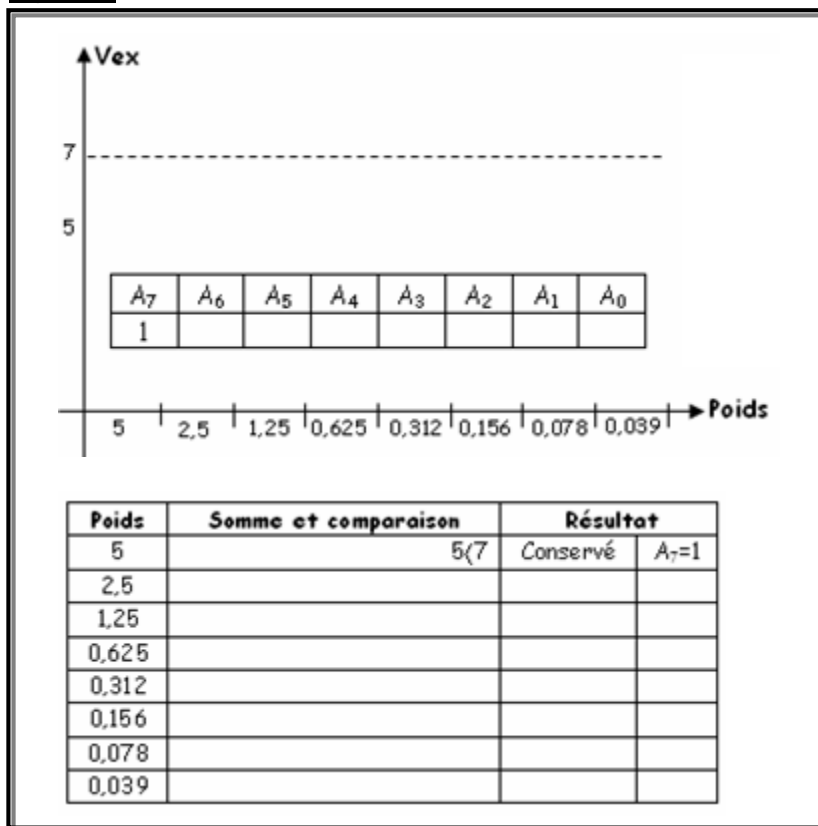 Vex
7
5
A₇ A₆ A₅ A₄ A₃ A₂ A₁ A₀
1
5 2,5 1,25 0,625 0,312 0,156 0,078 0,039 Poids
Poids Somme et comparaison Résultat
5 5⟨7 Conservé A₇=1
2,5
1,25
0,625
0,312
0,156
0,078
0,039